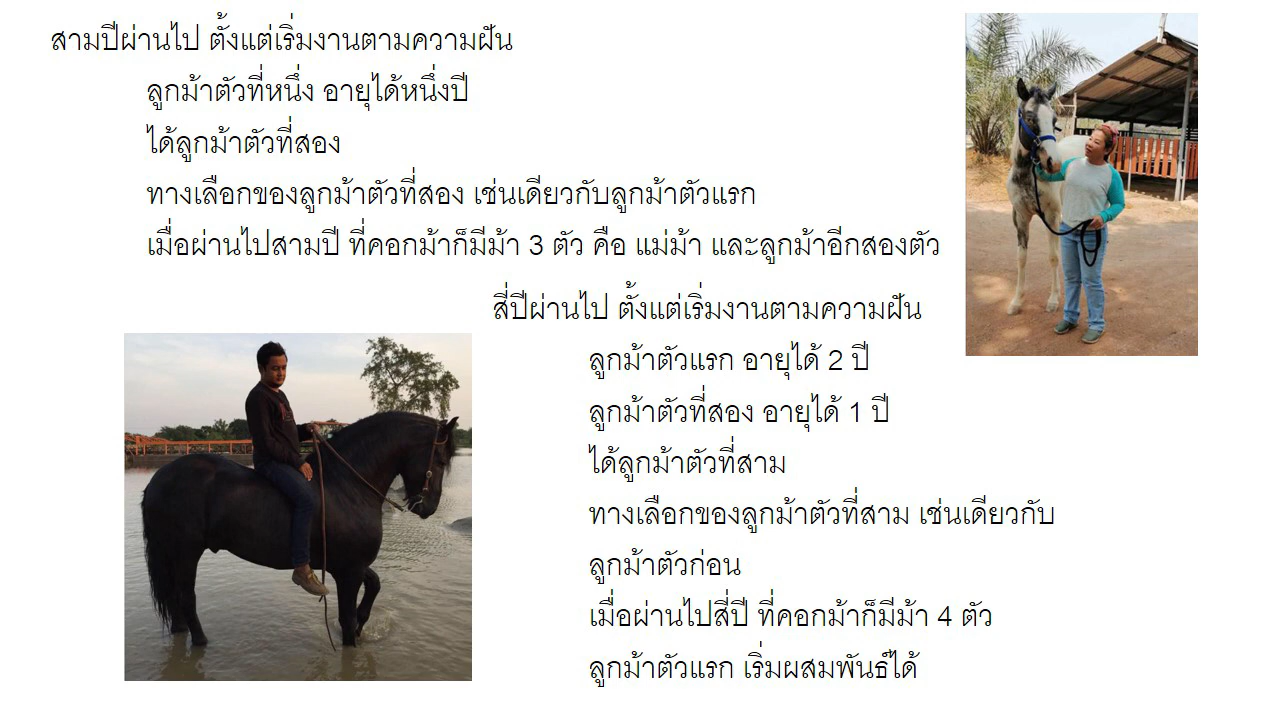 สามปีผ่านไป ตั้งแต่เริ่มงานตามความฝัน
ลูกม้าตัวที่หนึ่ง อายุได้หนึ่งปี
ได้ลูกม้าตัวที่สอง
ทางเลือกของลูกม้าตัวที่สอง เช่นเดียวกับลูกม้าตัวแรก
เมื่อผ่านไปสามปี ที่คอกม้าก็มีม้า 3 ตัว คือ แม่ม้า และลูกม้าอีกสองตัว
สี่ปีผ่านไป ตั้งแต่เริ่มงานตามความฝัน
ลูกม้าตัวแรก อายุได้ 2 ปี
ลูกม้าตัวที่สอง อายุได้ 1 ปี
ได้ลูกม้าตัวที่สาม
ทางเลือกของลูกม้าตัวที่สาม เช่นเดียวกับ
ลูกม้าตัวก่อน
เมื่อผ่านไปสี่ปี ที่คอกม้าก็มีม้า 4 ตัว
ลูกม้าตัวแรก เริ่มผสมพันธ์ได้